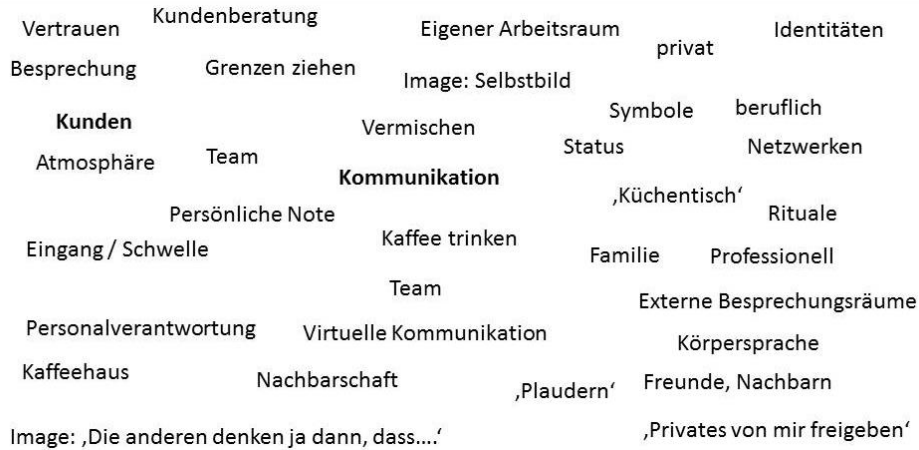 Vertrauen
Kundenberatung
Eigener Arbeitsraum
privat
Identitäten
Besprechung
Grenzen ziehen
Image: Selbstbild
Kunden
Vermischen
Symbole
beruflich
Atmosphäre
Team
Kommunikation
Status
Netzwerken
‚Küchentisch‘
Persönliche Note
Rituale
Eingang / Schwelle
Kaffee trinken
Familie
Professionell
Team
Externe Besprechungsräume
Personalverantwortung
Virtuelle Kommunikation
Körpersprache
Kaffeehaus
Nachbarschaft
‚Plaudern‘
Freunde, Nachbarn
Image: ‚Die anderen denken ja dann, dass....‘
‚Privates von mir freigeben‘